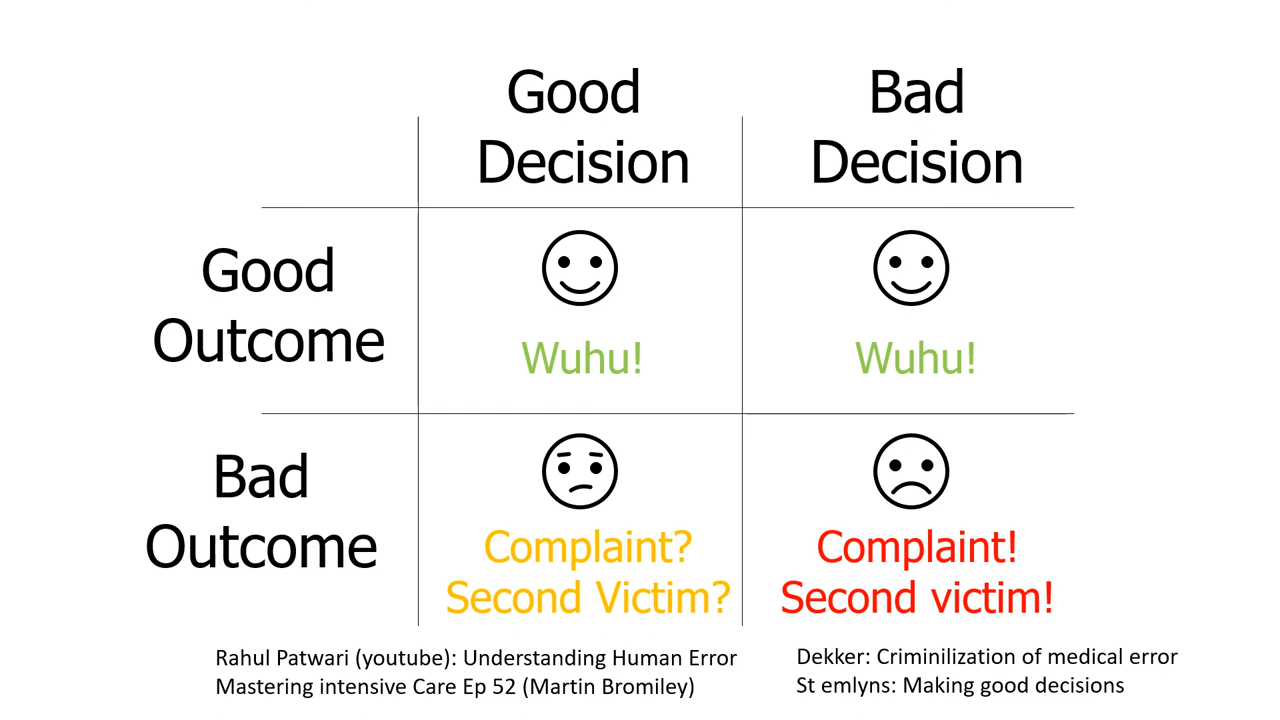 Good
Decision
Bad
Decision
Good
Outcome
Wuhu!
Wuhu!
Bad
Outcome
Complaint?
Second Victim?
Complaint!
Second victim!
Rahul Patwari (youtube): Understanding Human Error
Mastering intensive Care Ep 52 (Martin Bromiley)
Dekker: Criminilization of medical error
St emlyns: Making good decisions